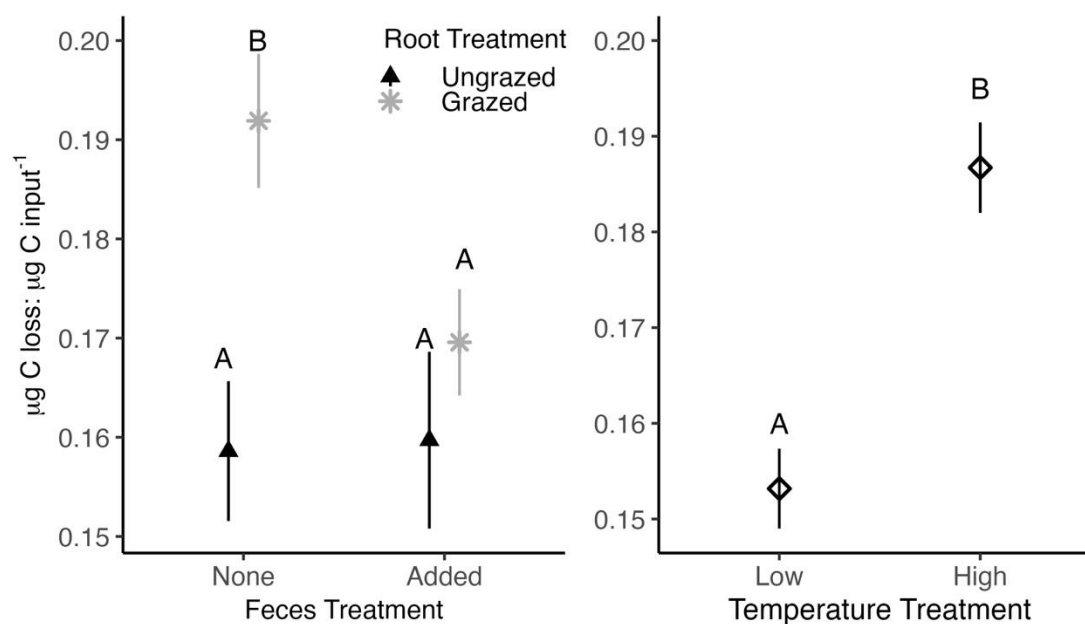 µg C loss: µg C input⁻¹
0.20
0.19
0.18
0.17
0.16
0.15
B
A
A
A
Root Treatment
Ungrazed
Grazed
None
Added
Feces Treatment
0.20
0.19
0.18
0.17
0.16
0.15
A
B
Low
High
Temperature Treatment